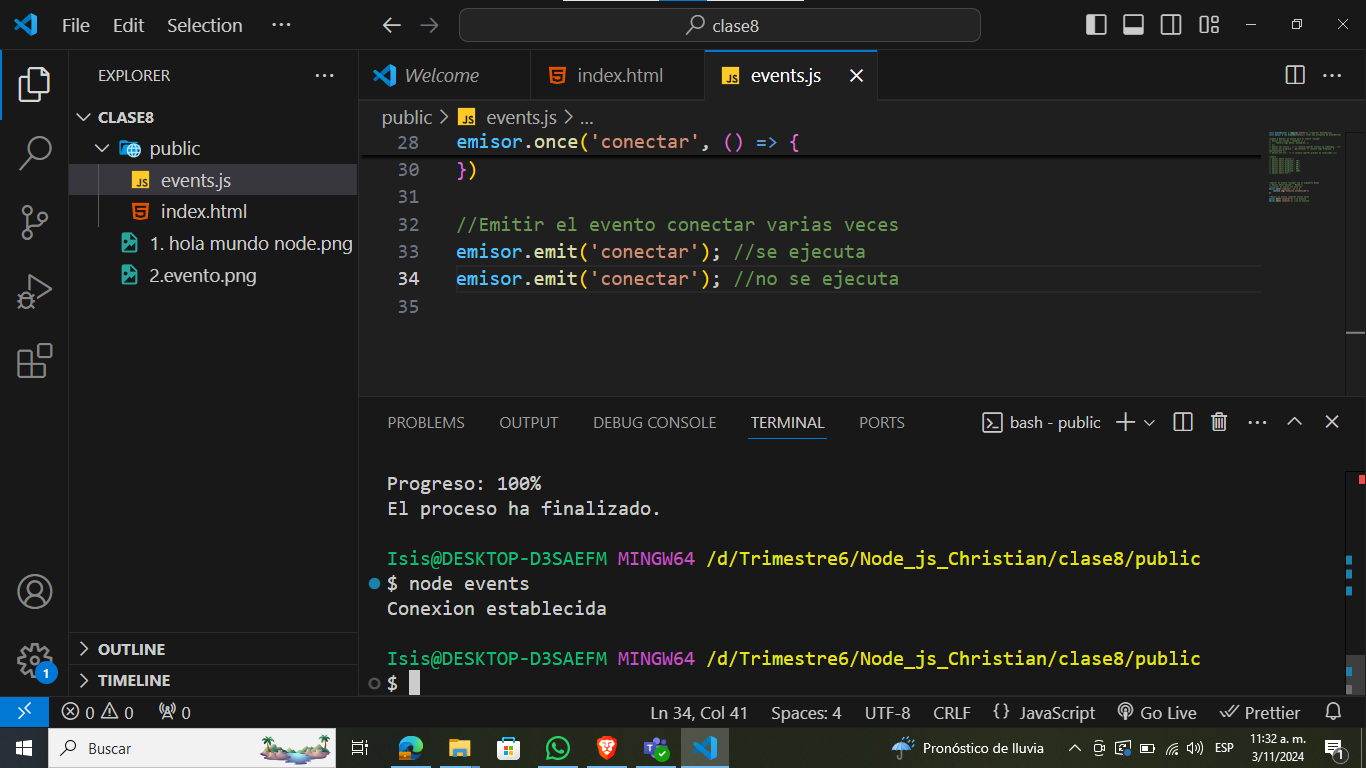 File Edit Selection ··· clase8
EXPLORER ···
CLASE8
public
events.js
index.html
1. hola mundo node.png
2.evento.png
OUTLINE
TIMELINE
1
Welcome index.html events.js
public > events.js > ...
28 emisor.once('conectar', () => {
30 })
31
32 //Emitir el evento conectar varias veces
33 emisor.emit('conectar'); //se ejecuta
34 emisor.emit('conectar'); //no se ejecuta
35
PROBLEMS OUTPUT DEBUG CONSOLE TERMINAL PORTS bash - public
Progreso: 100%
El proceso ha finalizado.
Isis@DESKTOP-D3SAEFM MINGW64 /d/Trimestre6/Node_js_Christian/clase8/public
$ node events
Conexion establecida
Isis@DESKTOP-D3SAEFM MINGW64 /d/Trimestre6/Node_js_Christian/clase8/public
$
0 0 0 Ln 34, Col 41 Spaces: 4 UTF-8 CRLF {} JavaScript Go Live Prettier
Buscar Pronóstico de lluvia ESP 11:32 a. m.
3/11/2024 1